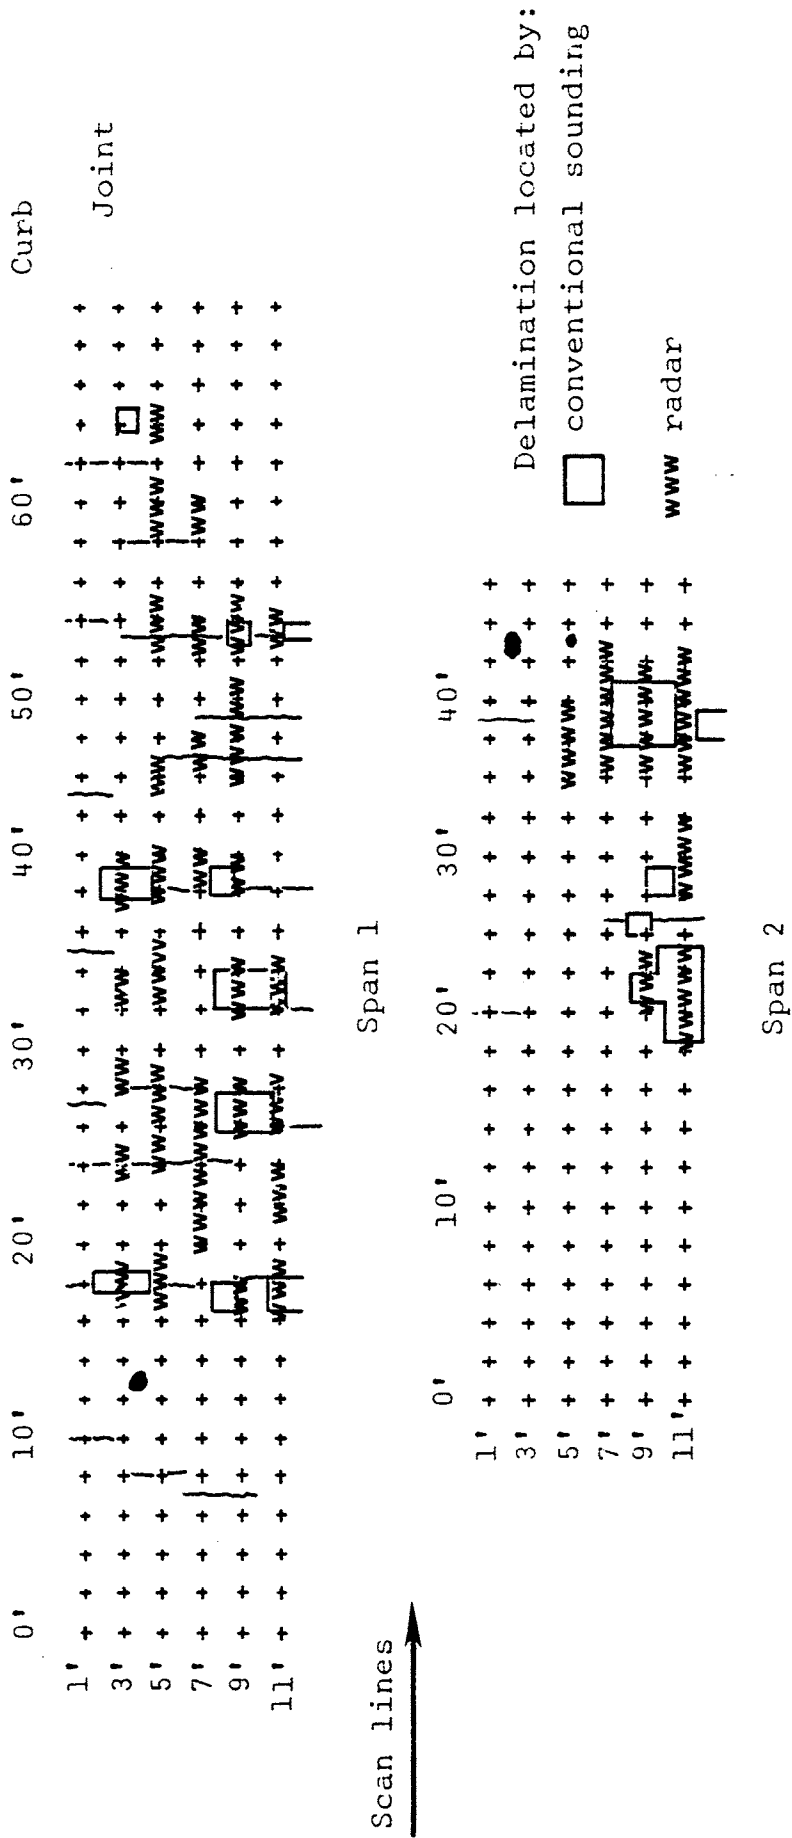 Curb
0' 10' 20' 30' 40' 50' 60'
1'
3'
5'
7'
9'
11'
Joint
Span 1
Scan lines
0' 10' 20' 30' 40'
1'
3'
5'
7'
9'
11'
Span 2
Delamination located by:
conventional sounding
www radar